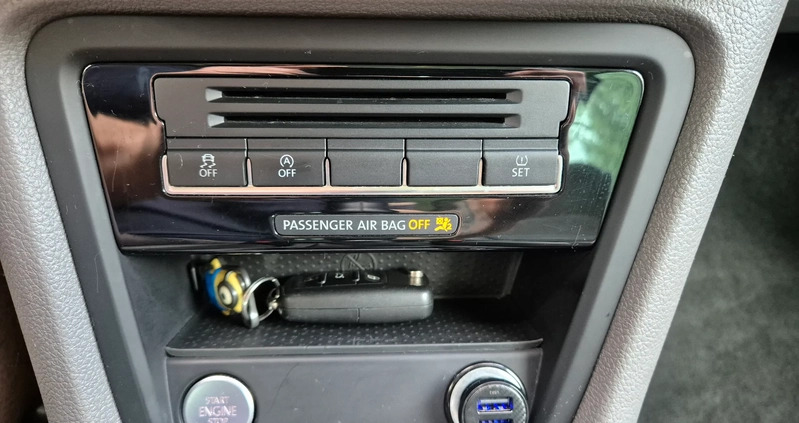 OFF
A
OFF
SET
PASSENGER AIR BAG OFF
START
ENGINE
STOP